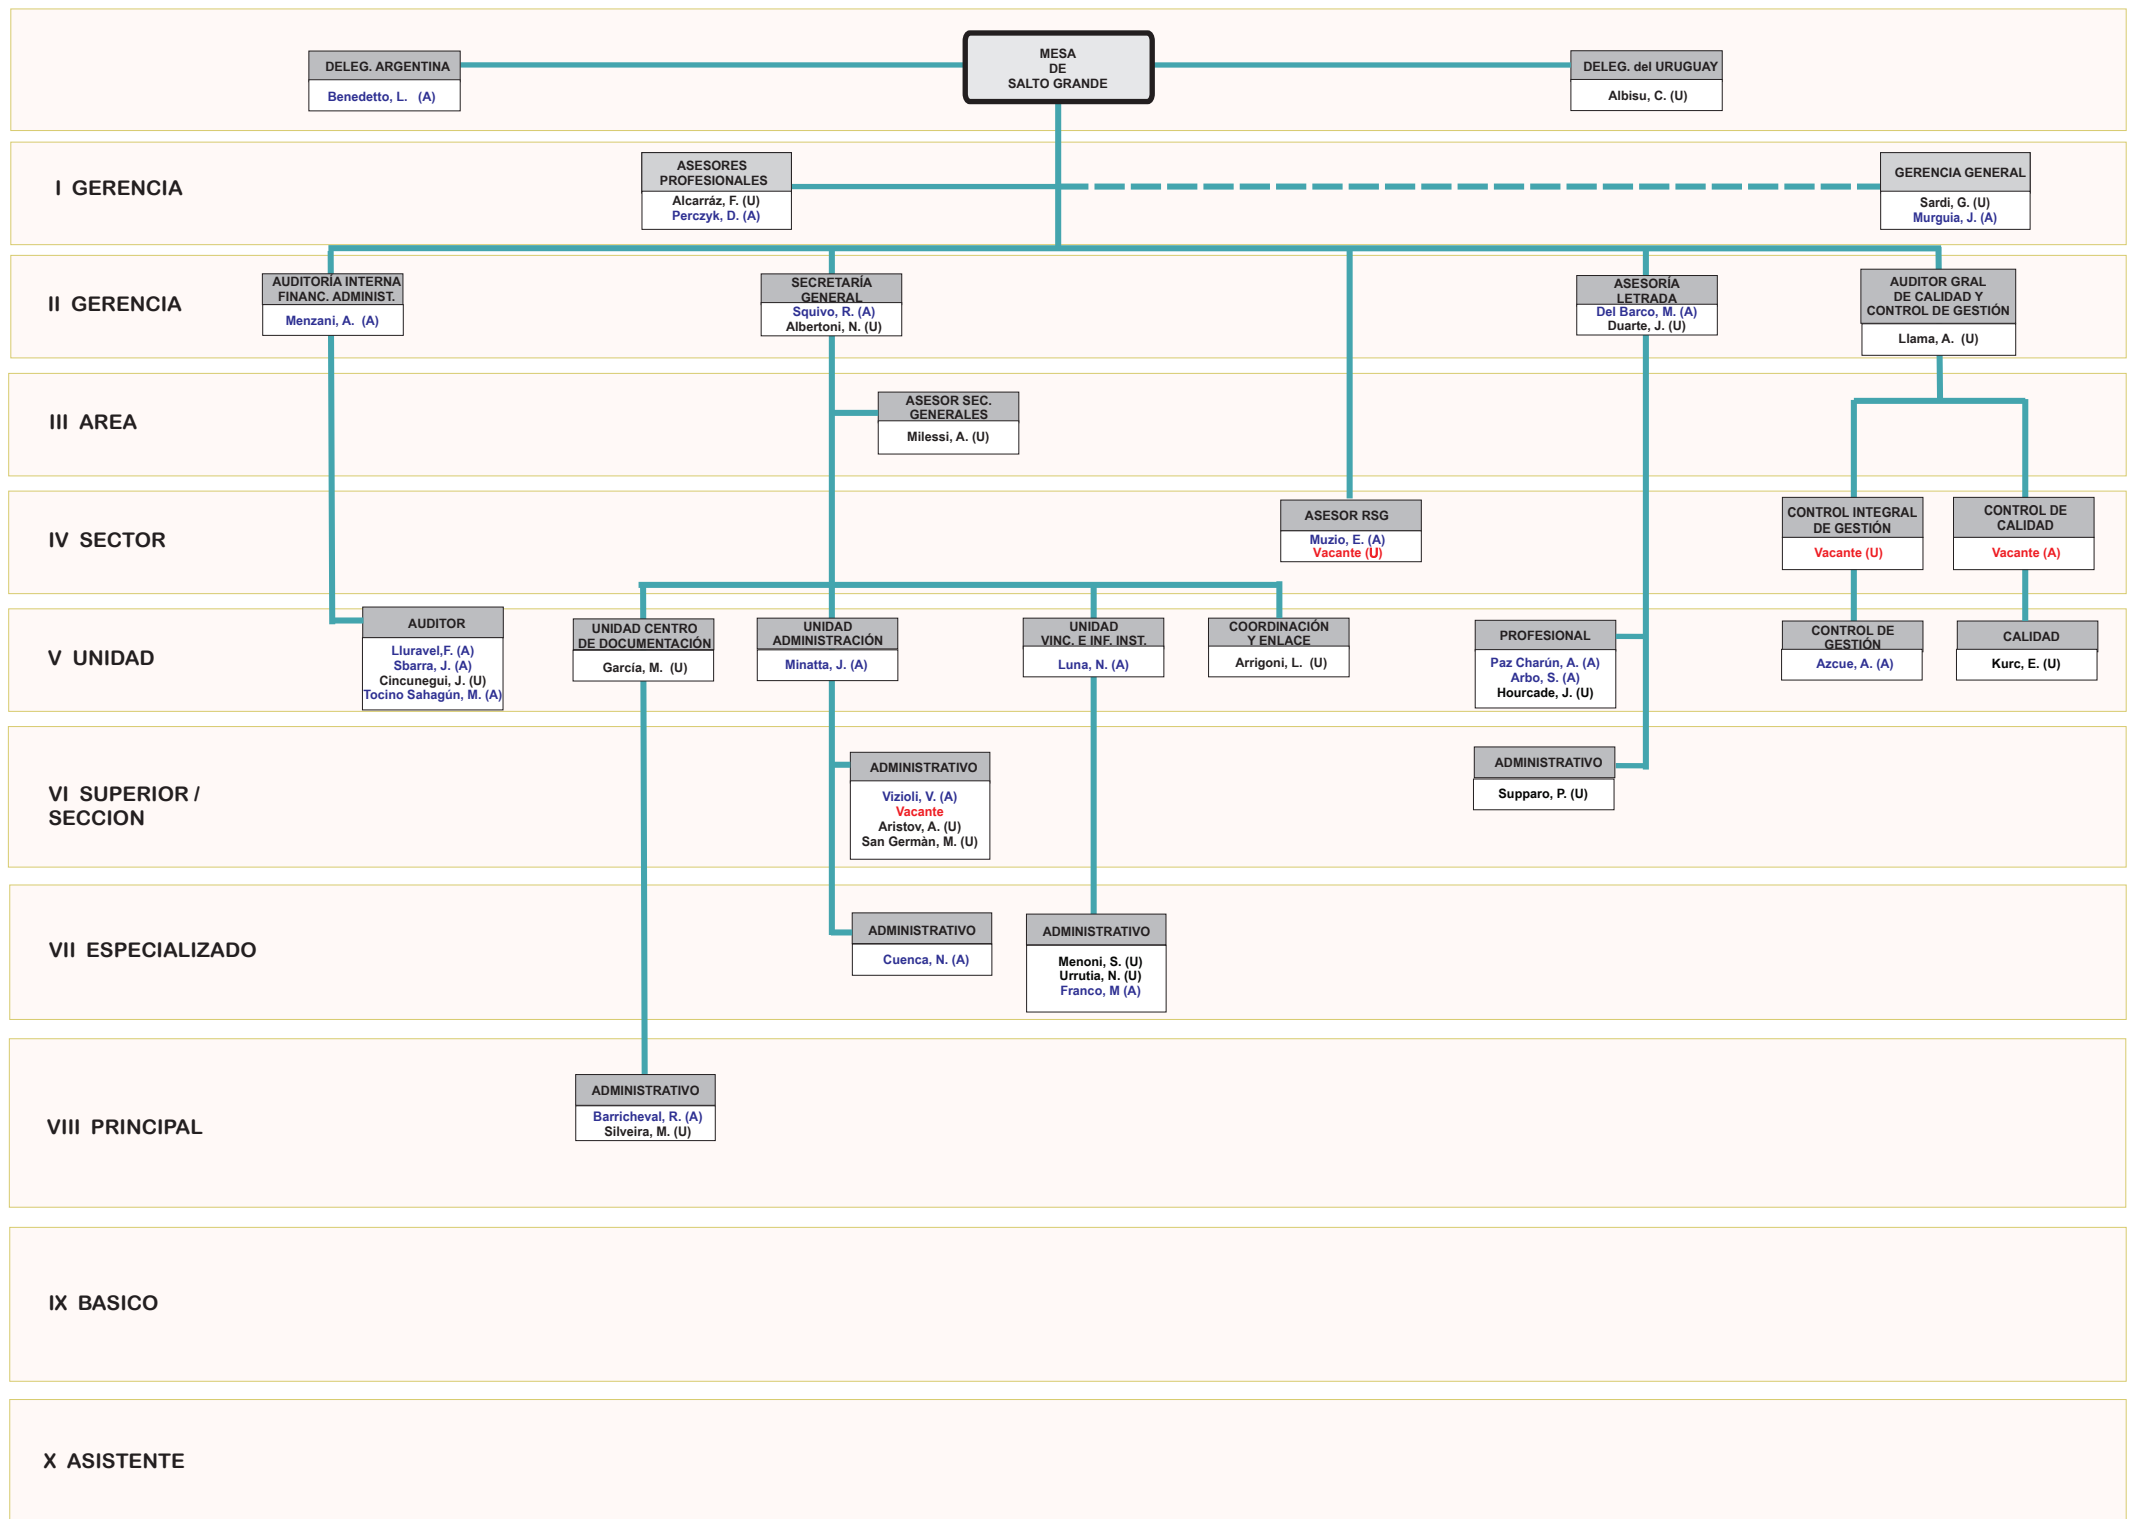 MESA
DE
SALTO GRANDE
DELEG. ARGENTINA
Benedetto, L. (A)
DELEG. del URUGUAY
Albisu, C. (U)
I GERENCIA
ASESORES
PROFESIONALES
Alcarráz, F. (U)
Perczyk, D. (A)
GERENCIA GENERAL
Sardi, G. (U)
Murguia, J. (A)
II GERENCIA
AUDITORÍA INTERNA
FINANC. ADMINIST.
Menzani, A. (A)
SECRETARÍA
GENERAL
Squivo, R. (A)
Albertoni, N. (U)
ASESORÍA
LETRADA
Del Barco, M. (A)
Duarte, J. (U)
AUDITOR GRAL
DE CALIDAD Y
CONTROL DE GESTIÓN
Llama, A. (U)
III AREA
ASESOR SEC.
GENERALES
Milessi, A. (U)
IV SECTOR
ASESOR RSG
Muzio, E. (A)
Vacante (U)
CONTROL INTEGRAL
DE GESTIÓN
Vacante (U)
CONTROL DE
CALIDAD
Vacante (A)
V UNIDAD
AUDITOR
Lluravel,F. (A)
Sbarra, J. (A)
Cincunegui, J. (U)
Tocino Sahagún, M. (A)
UNIDAD CENTRO
DE DOCUMENTACIÓN
García, M. (U)
UNIDAD
ADMINISTRACIÓN
Minatta, J. (A)
UNIDAD
VINC. E INF. INST.
Luna, N. (A)
COORDINACIÓN
Y ENLACE
Arrigoni, L. (U)
PROFESIONAL
Paz Charún, A. (A)
Arbo, S. (A)
Hourcade, J. (U)
CONTROL DE
GESTIÓN
Azcue, A. (A)
CALIDAD
Kurc, E. (U)
VI SUPERIOR /
SECCION
ADMINISTRATIVO
Vizioli, V. (A)
Vacante
Aristov, A. (U)
San Germàn, M. (U)
ADMINISTRATIVO
Supparo, P. (U)
VII ESPECIALIZADO
ADMINISTRATIVO
Cuenca, N. (A)
ADMINISTRATIVO
Menoni, S. (U)
Urrutia, N. (U)
Franco, M (A)
VIII PRINCIPAL
ADMINISTRATIVO
Barricheval, R. (A)
Silveira, M. (U)
IX BASICO
X ASISTENTE